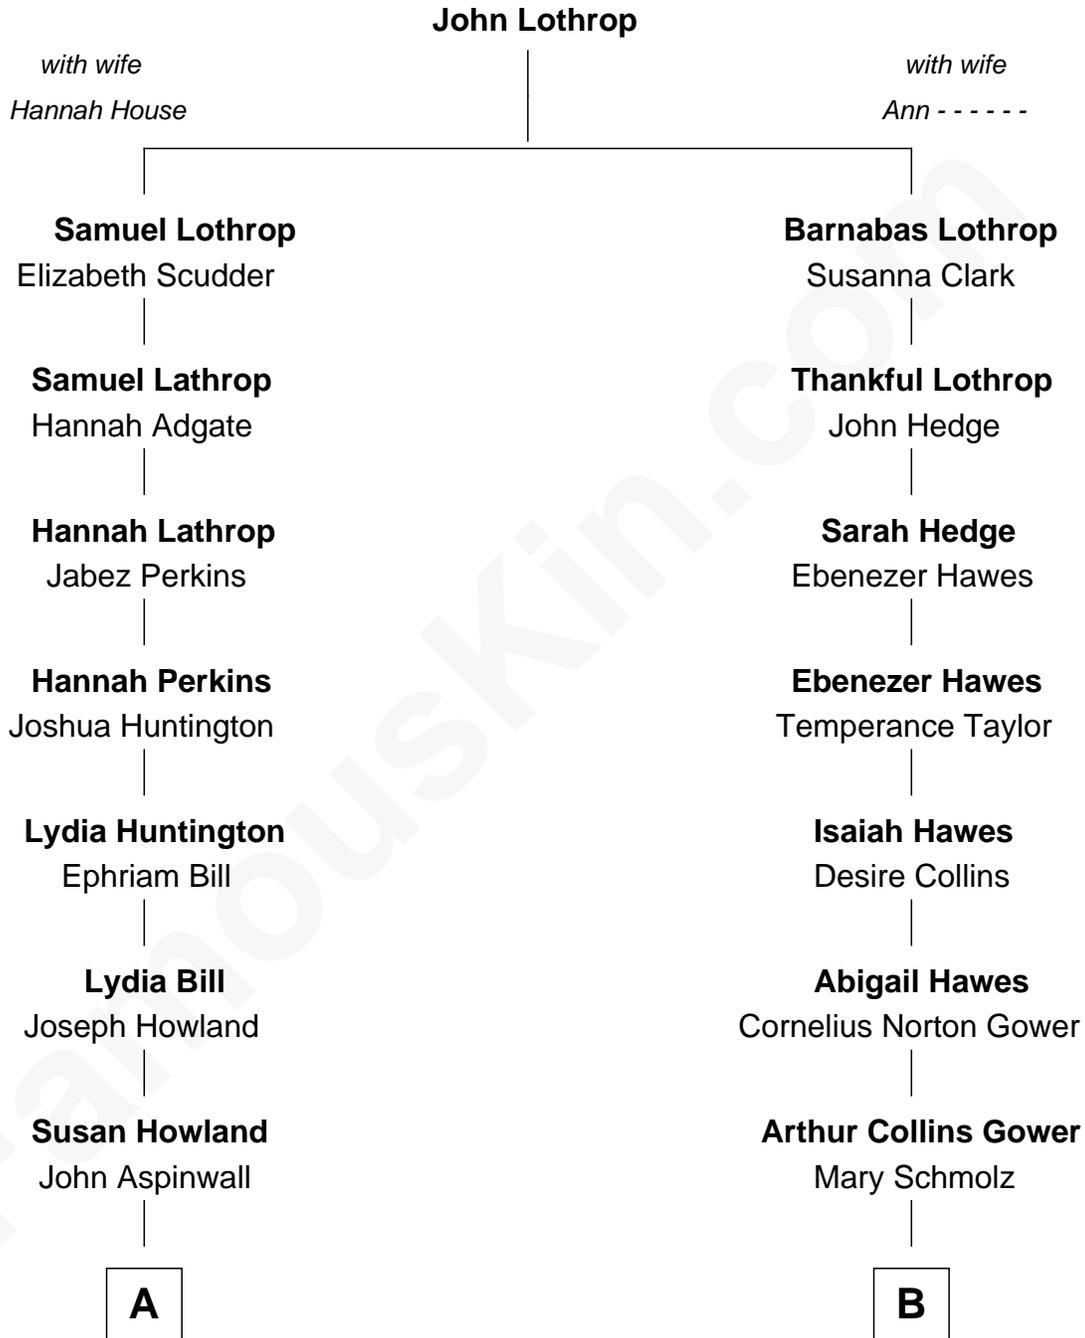 John Lothrop
with wife
Hannah House
with wife
Ann - - - - - -
Samuel Lothrop
Elizabeth Scudder
Barnabas Lothrop
Susanna Clark
Samuel Lathrop
Hannah Adgate
Thankful Lothrop
John Hedge
Hannah Lathrop
Jabez Perkins
Sarah Hedge
Ebenezer Hawes
Hannah Perkins
Joshua Huntington
Ebenezer Hawes
Temperance Taylor
Lydia Huntington
Ephriam Bill
Isaiah Hawes
Desire Collins
Lydia Bill
Joseph Howland
Abigail Hawes
Cornelius Norton Gower
Susan Howland
John Aspinwall
Arthur Collins Gower
Mary Schmolz
A
B
FamousKin.com